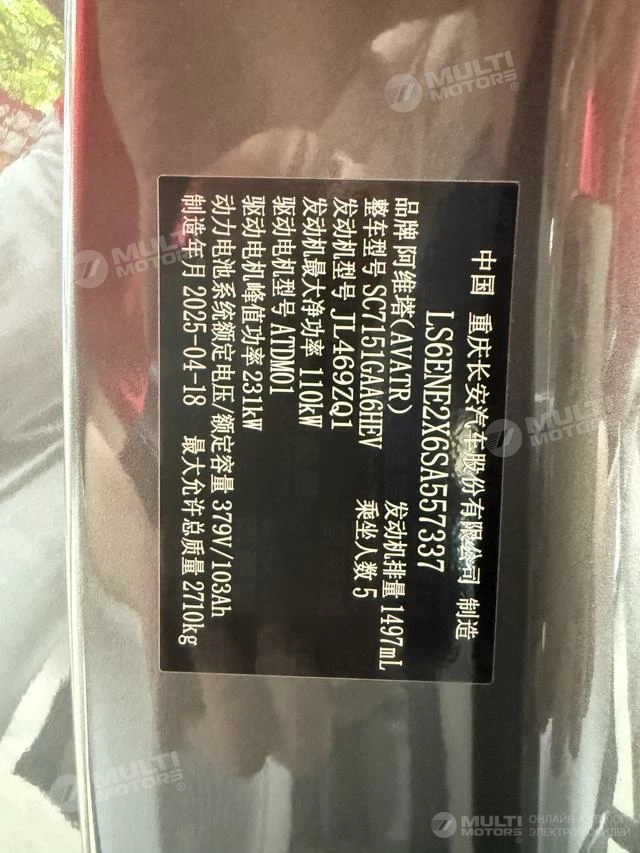 中国 重庆长安汽车股份有限公司 制造
LS6ENE2X6SA557337
品牌 阿维塔(AVATR) 发动机排量 1497mL
整车型号 SC7151GAA6HEV 乘坐人数 5
发动机型号 JL469ZQ1
发动机最大净功率 110kW
驱动电机型号 ATDM01
驱动电机峰值功率 231kW
动力电池系统额定电压/额定容量 379V/103Ah
制造年月 2025-04-18 最大允许总质量 2710kg
MULTI
MOTORS®
MULTI
MOTORS
MULTI
MOTORS
MULTI
MOTORS
MULTI
MOTORS®
ОНЛАЙН-КАТАЛОГ
ЭЛЕКТРОМОБИЛЕЙ